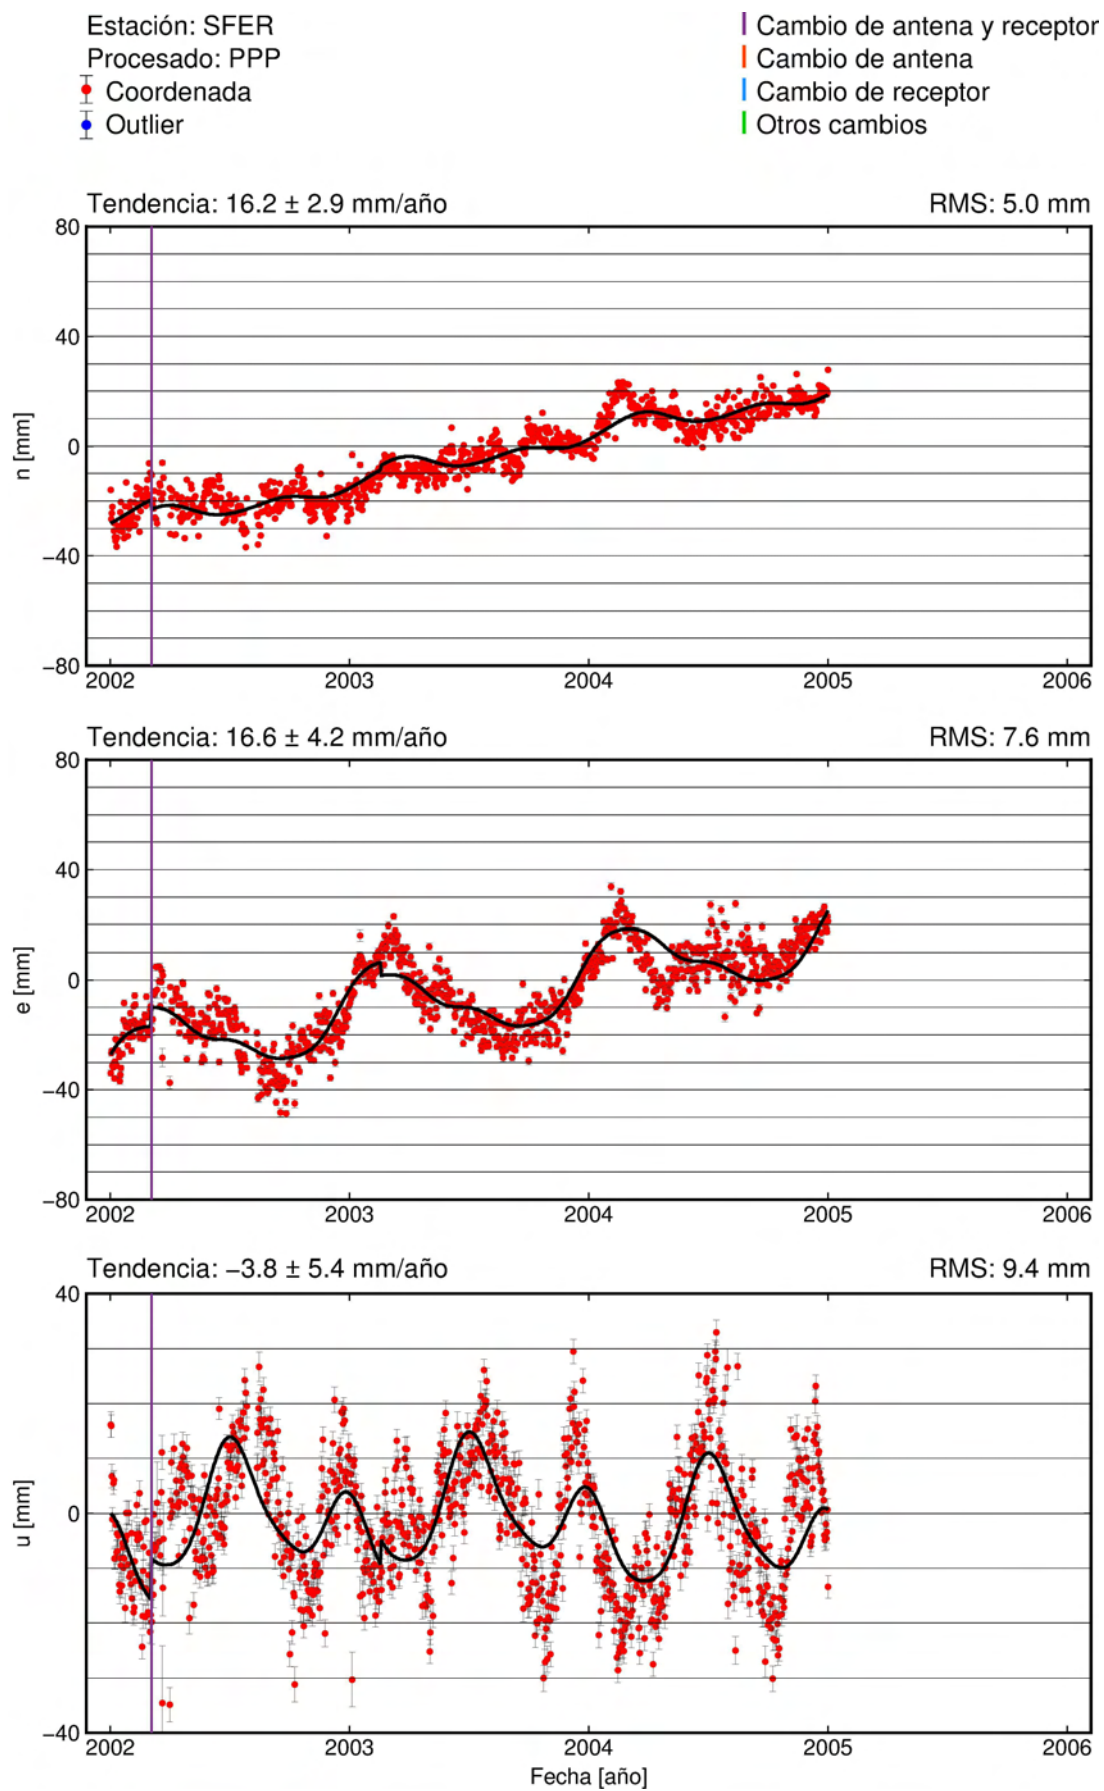 Estación: SFER
Procesado: PPP
Coordenada
Outlier
Cambio de antena y receptor
Cambio de antena
Cambio de receptor
Otros cambios
Tendencia: 16.2 ± 2.9 mm/año RMS: 5.0 mm
80
40
0
−40
−80
n [mm]
2002 2003 2004 2005 2006
Tendencia: 16.6 ± 4.2 mm/año RMS: 7.6 mm
80
40
0
−40
−80
e [mm]
2002 2003 2004 2005 2006
Tendencia: −3.8 ± 5.4 mm/año RMS: 9.4 mm
40
0
−40
u [mm]
2002 2003 2004 2005 2006
Fecha [año]